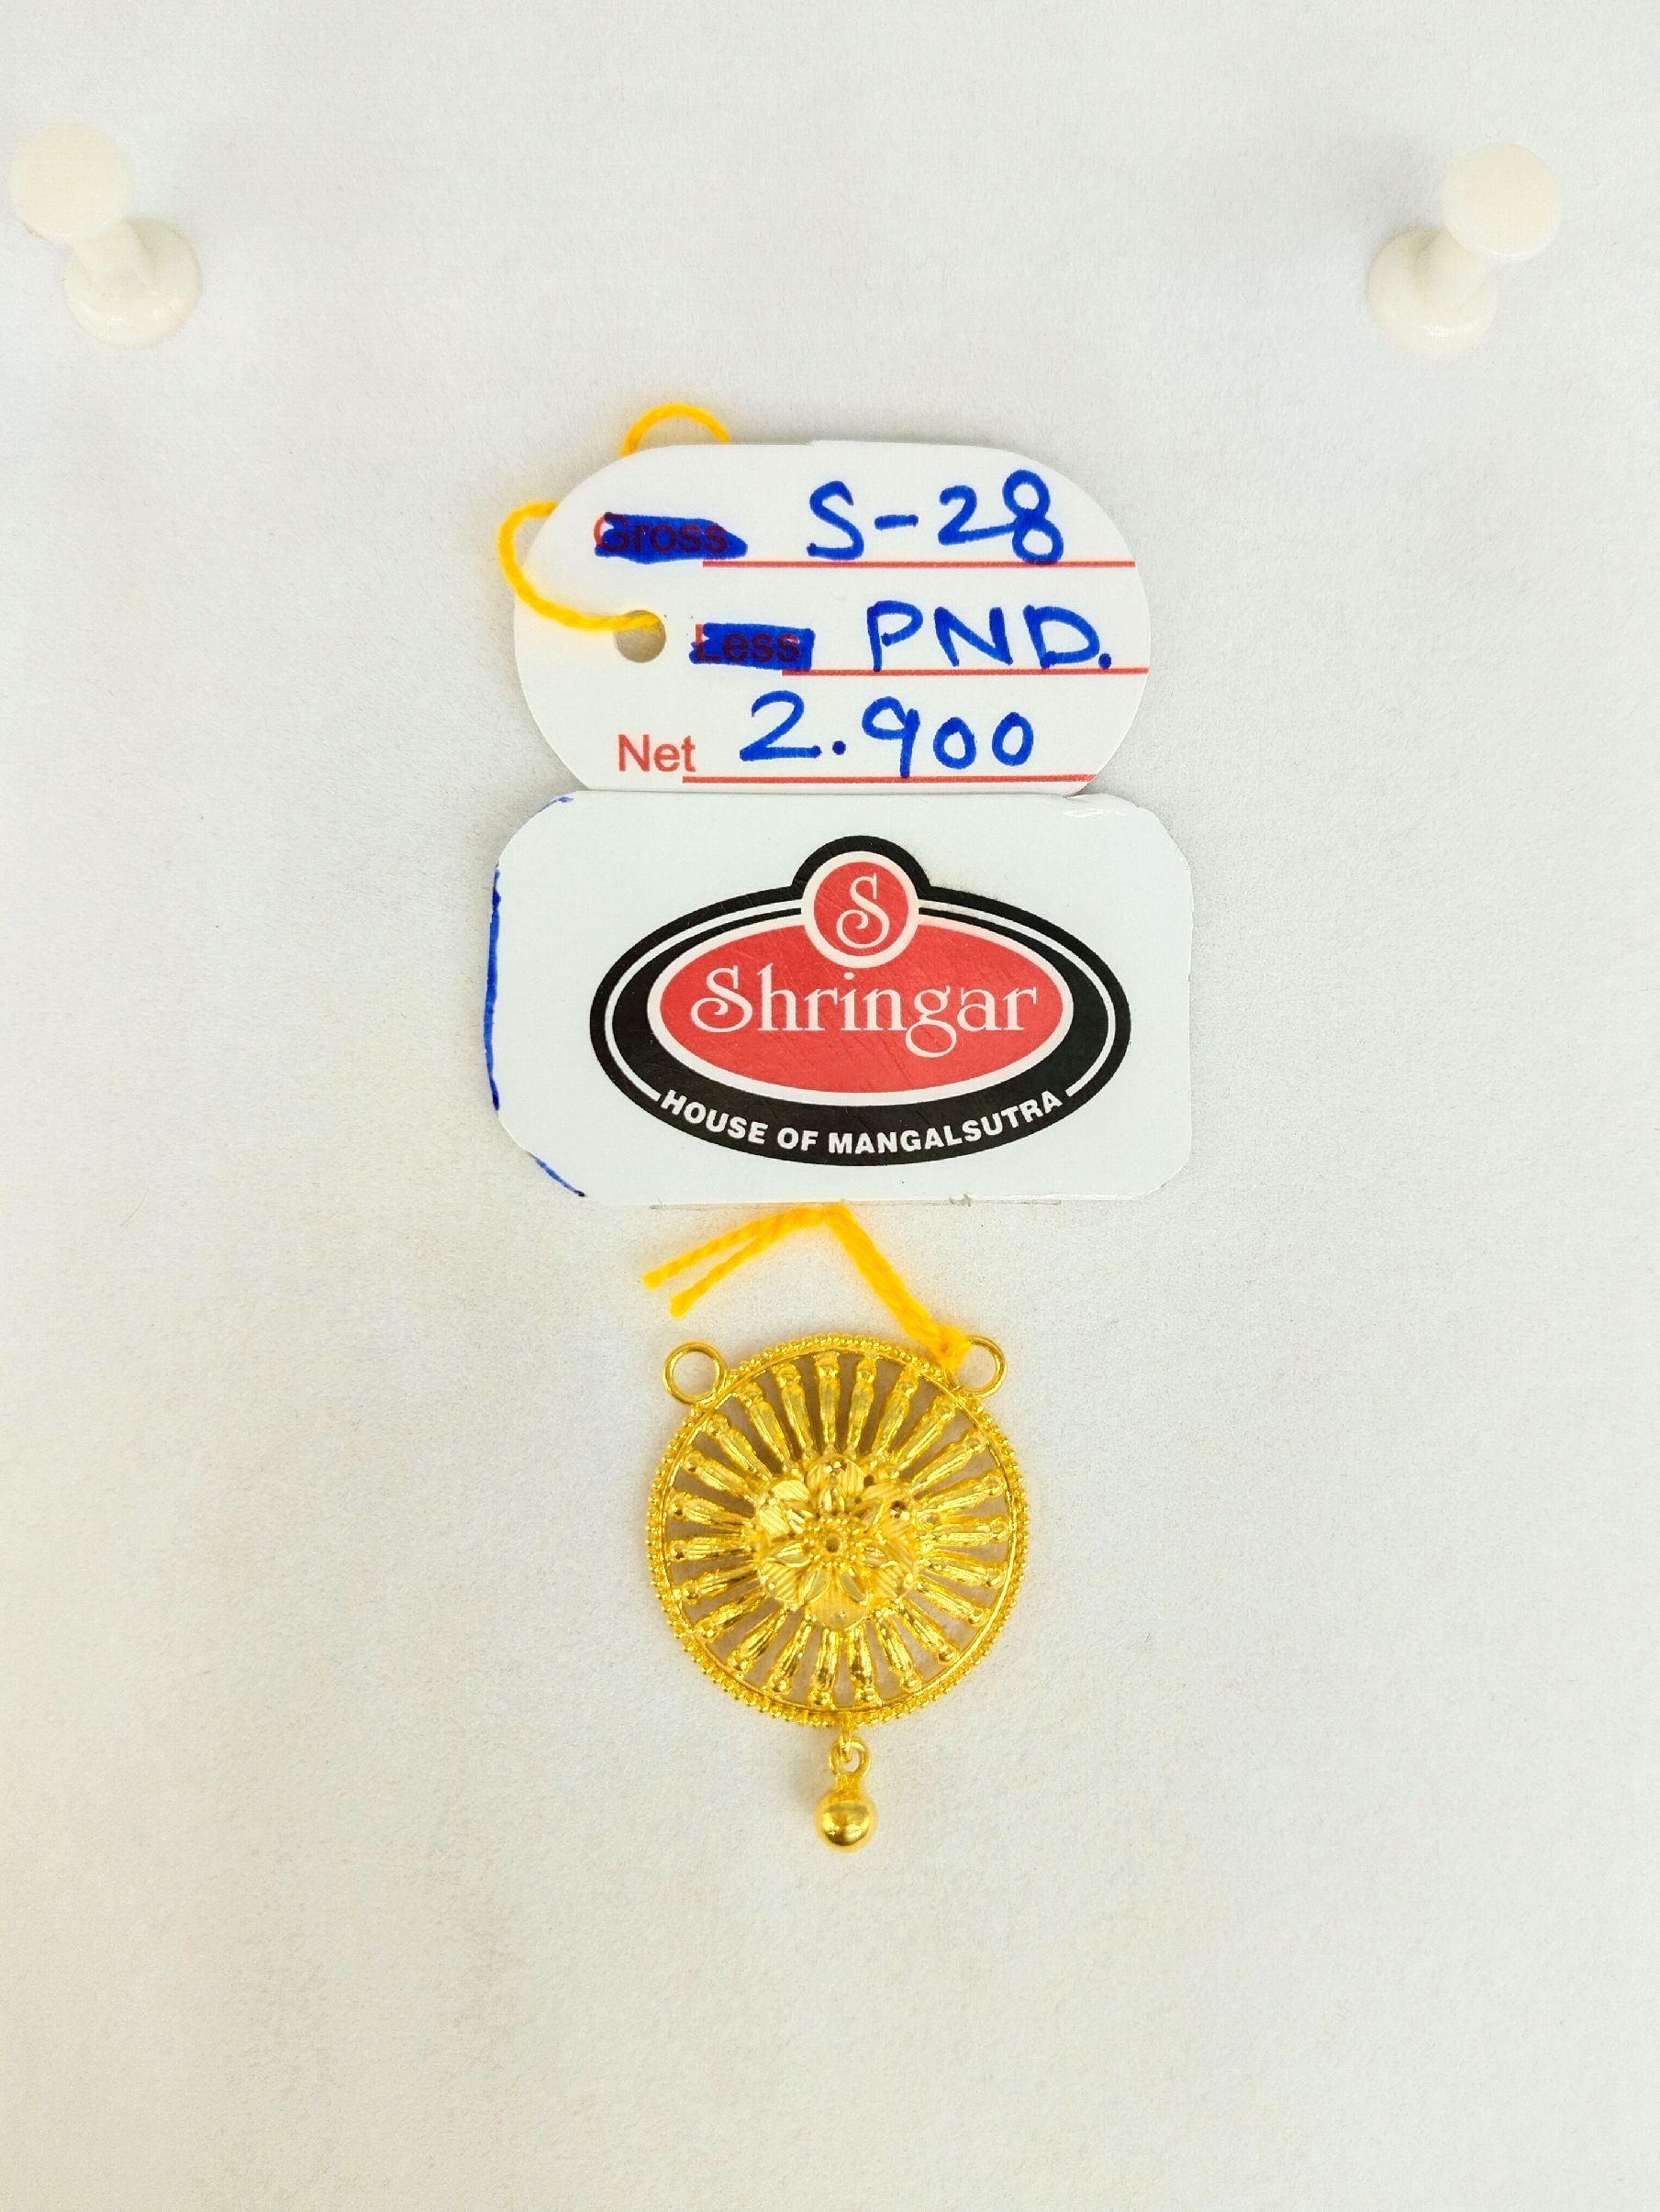 Gross S-28
Less PND.
Net 2.900
S
Shringar
HOUSE OF MANGALSUTRA